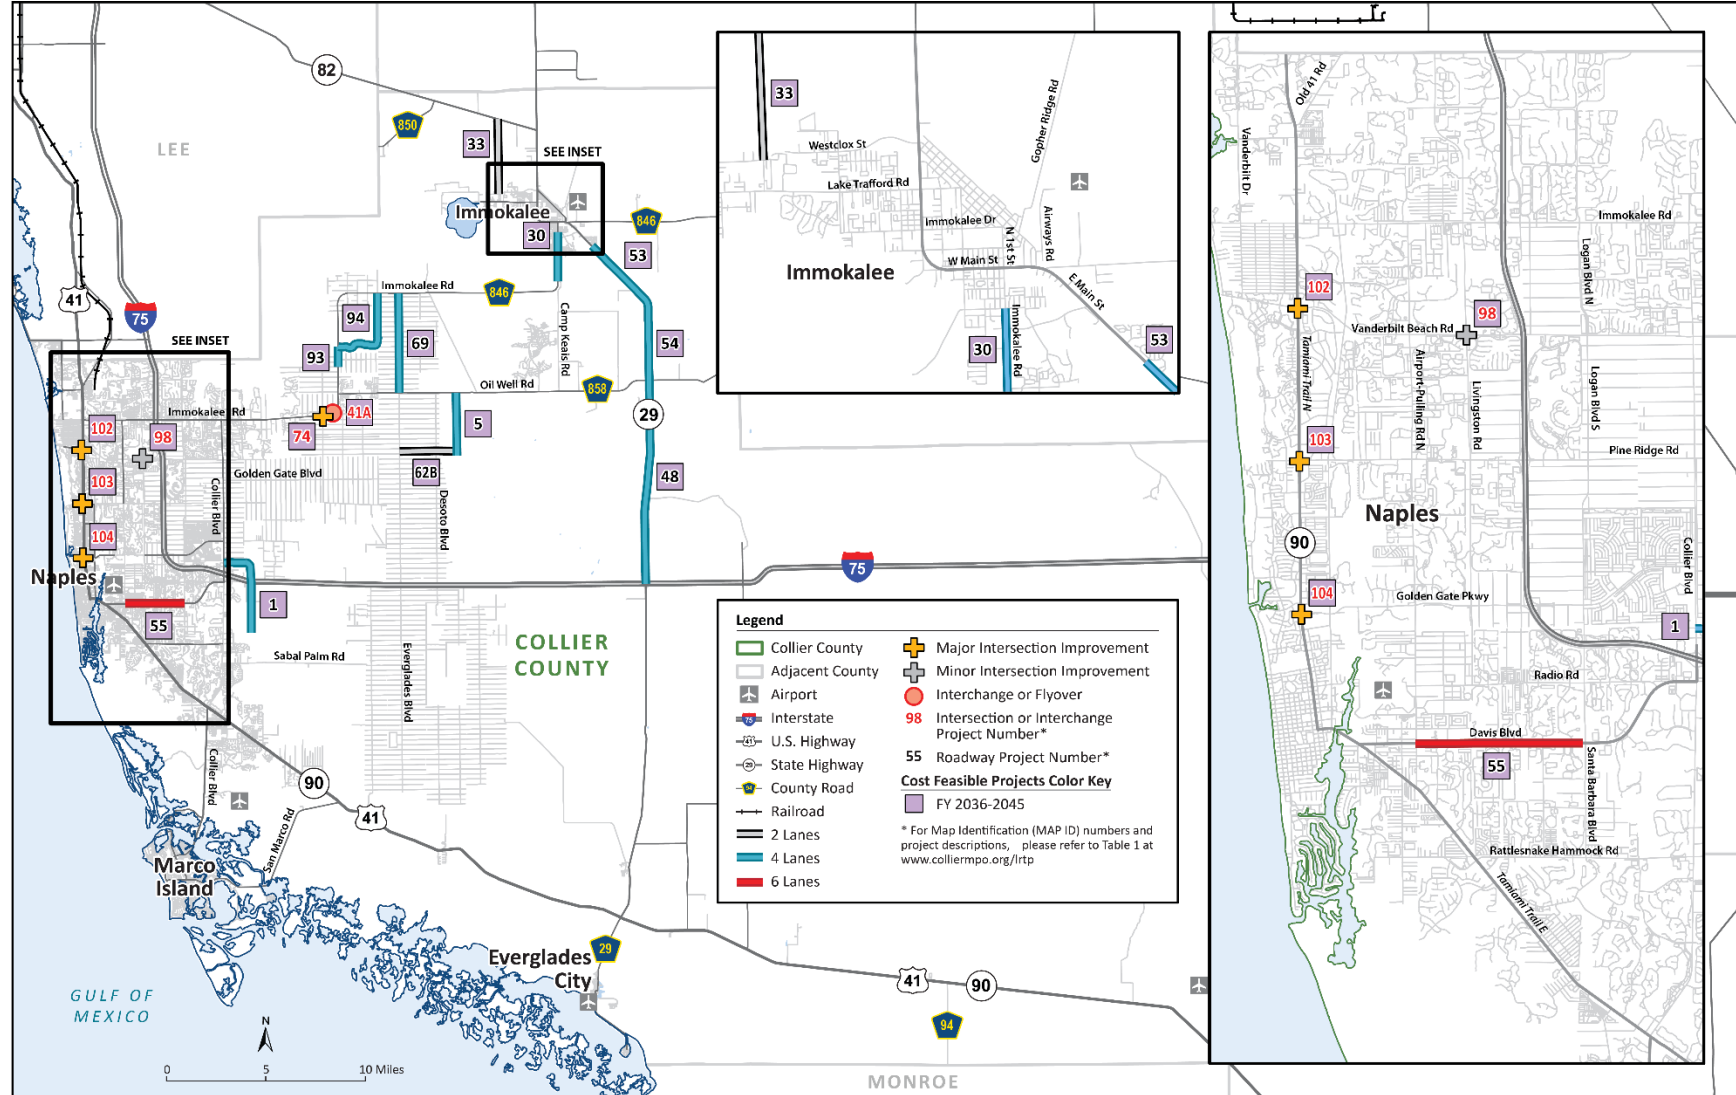 82
850
LEE
33
SEE INSET
Immokalee
846
30
53
41
75
Immokalee Rd
846
94
93
69
54
Camp Keais Rd
Oil Well Rd
858
SEE INSET
Immokalee Rd
41A
74
29
102
98
5
103
Golden Gate Blvd
62B
48
Collier Blvd
Desoto Blvd
104
Naples
75
1
55
Sabal Palm Rd
Everglades Blvd
COLLIER
COUNTY
Collier Blvd
90
41
San Marco Rd
Marco
Island
Everglades
City
29
41
90
94
GULF OF
MEXICO
N
0 5 10 Miles
MONROE
33
Westclox St
Lake Trafford Rd
Gopher Ridge Rd
Immokalee Dr
N 1st St
Airways Rd
W Main St
Immokalee
E Main St
Immokalee Rd
30
53
Legend
Collier County
Adjacent County
Airport
75 Interstate
41 U.S. Highway
29 State Highway
94 County Road
Railroad
2 Lanes
4 Lanes
6 Lanes
Major Intersection Improvement
Minor Intersection Improvement
Interchange or Flyover
98 Intersection or Interchange
Project Number*
55 Roadway Project Number*
Cost Feasible Projects Color Key
FY 2036-2045
* For Map Identification (MAP ID) numbers and
project descriptions, please refer to Table 1 at
www.colliermpo.org/lrtp
Old 41 Rd
Vanderbilt Dr
Immokalee Rd
Logan Blvd N
102
98
Vanderbilt Beach Rd
Tamiami Trail N
Airport-Pulling Rd N
Livingston Rd
Logan Blvd S
103
Pine Ridge Rd
Naples
90
Collier Blvd
104
Golden Gate Pkwy
1
Radio Rd
Davis Blvd
55
Santa Barbara Blvd
Rattlesnake Hammock Rd
Tamiami Trail E